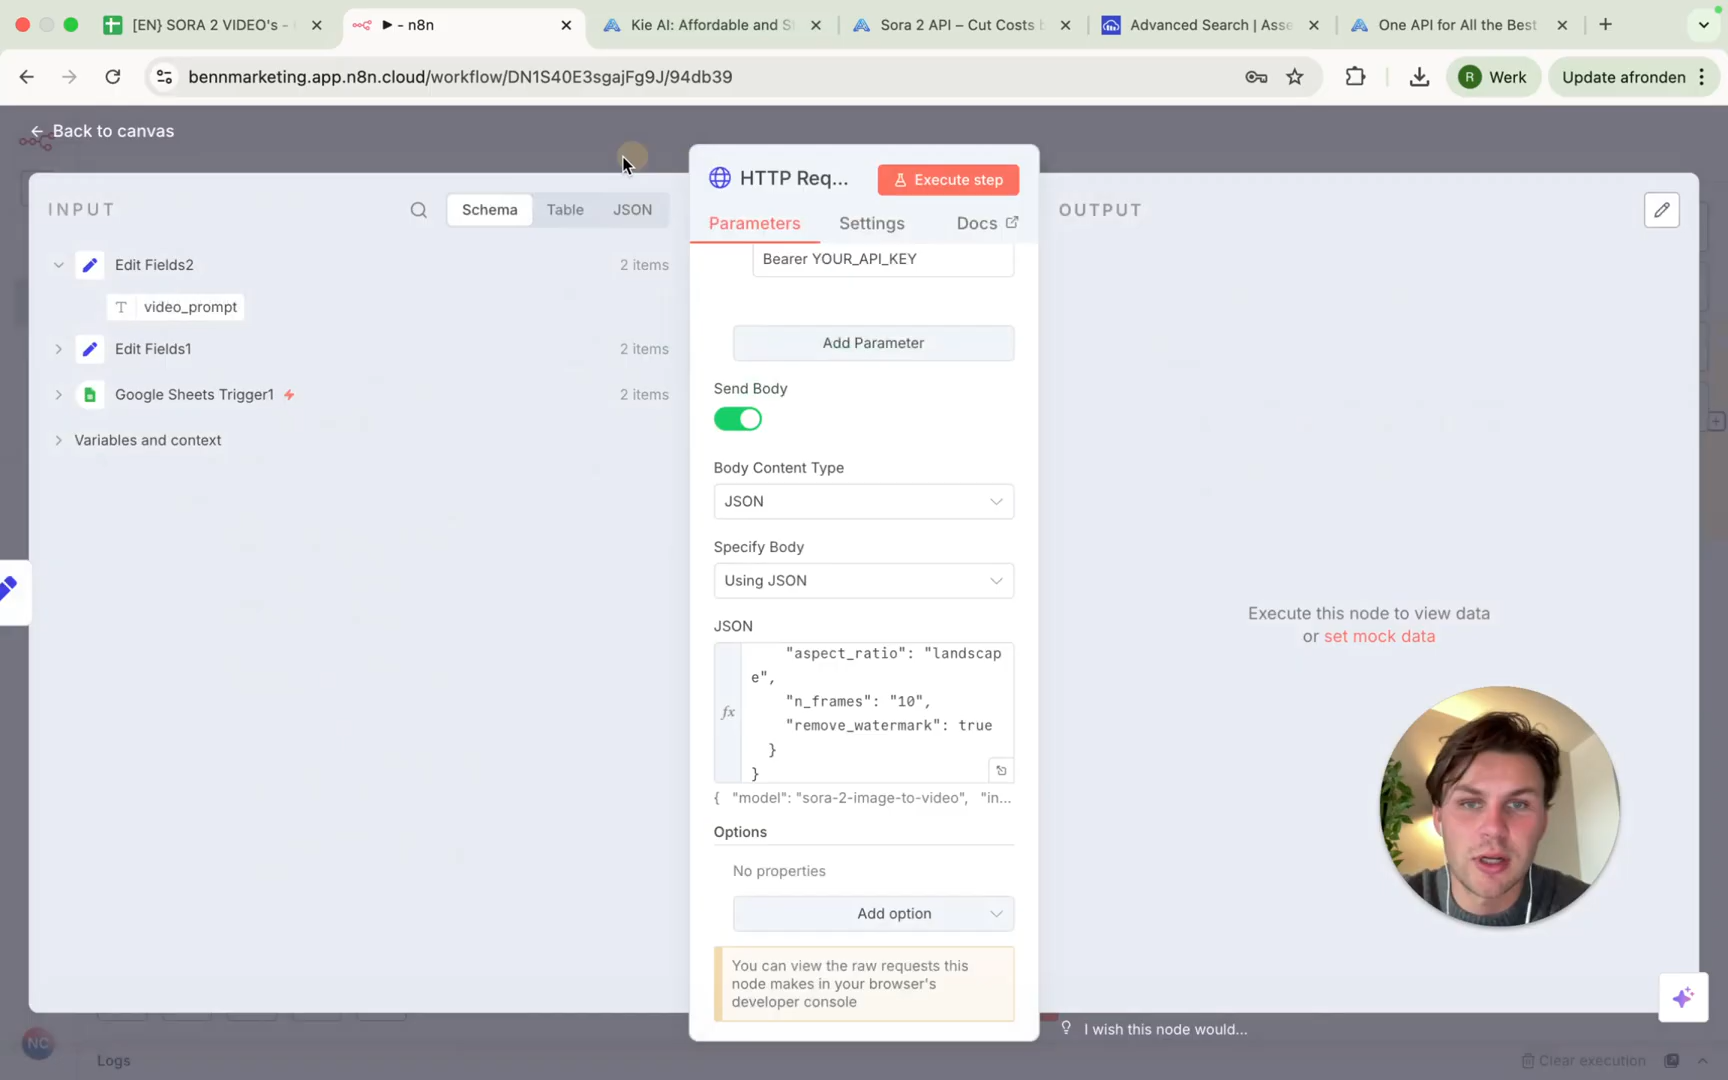 [EN] SORA 2 VIDEO's -
▶ - n8n
Kie AI: Affordable and S
Sora 2 API – Cut Costs b
Advanced Search | Asse
One API for All the Best
bennmarketing.app.n8n.cloud/workflow/DN1S40E3sgajFg9J/94db39
R
Werk
Update afronden
Back to canvas
INPUT
Schema
Table
JSON
Edit Fields2
2 items
T
video_prompt
Edit Fields1
2 items
Google Sheets Trigger1
2 items
Variables and context
HTTP Req...
Execute step
Parameters
Settings
Docs
Bearer YOUR_API_KEY
Add Parameter
Send Body
Body Content Type
JSON
Specify Body
Using JSON
JSON
fx
"aspect_ratio": "landscap
e",
"n_frames": "10",
"remove_watermark": true
}
}
{ "model": "sora-2-image-to-video", "in...
Options
No properties
Add option
You can view the raw requests this
node makes in your browser's
developer console
OUTPUT
Execute this node to view data
or set mock data
I wish this node would...
NC
Logs
Clear execution